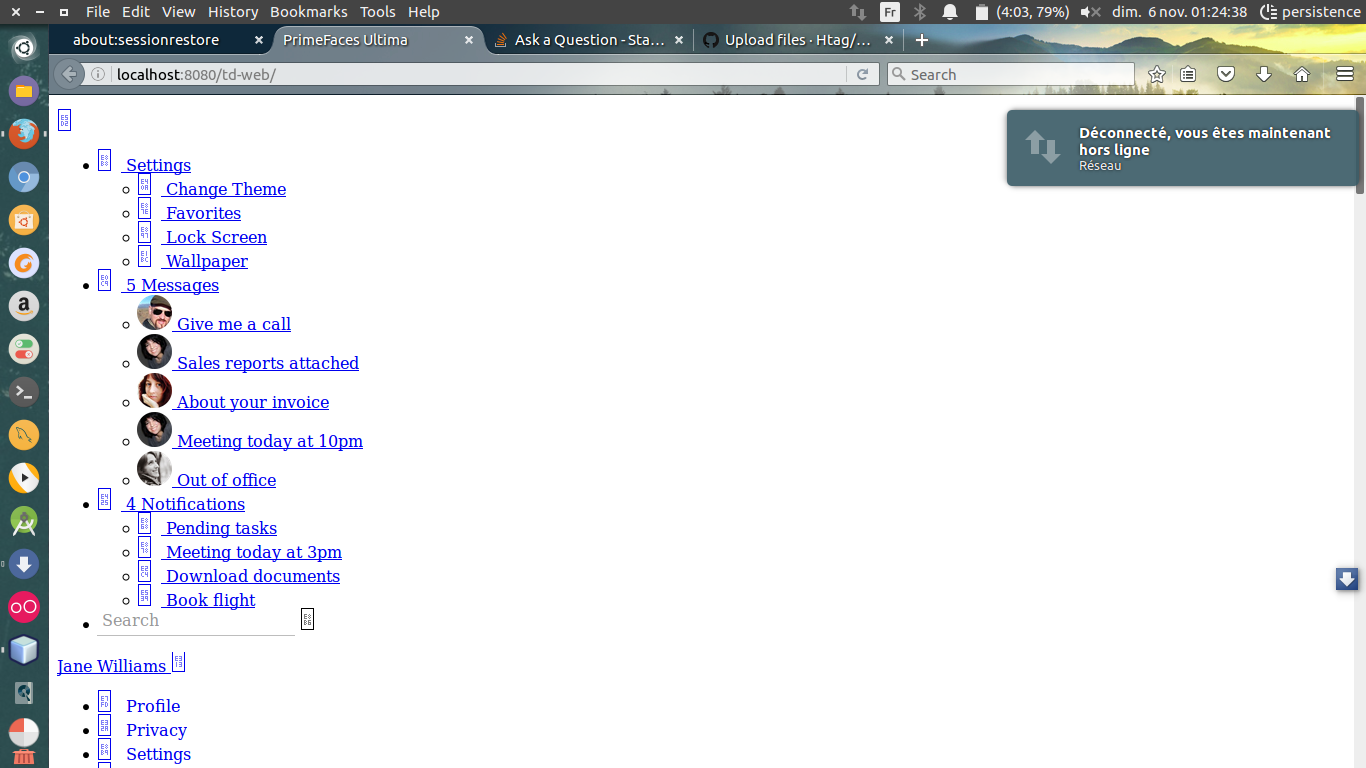 File Edit View History Bookmarks Tools Help
Fr
(4:03, 79%)
dim. 6 nov. 01:24:38
persistence
about:sessionrestore
PrimeFaces Ultima
Ask a Question - Sta…
Upload files · Htag/…
localhost:8080/td-web/
Search
Déconnecté, vous êtes maintenant
hors ligne
Réseau
Settings
Change Theme
Favorites
Lock Screen
Wallpaper
5 Messages
Give me a call
Sales reports attached
About your invoice
Meeting today at 10pm
Out of office
4 Notifications
Pending tasks
Meeting today at 3pm
Download documents
Book flight
Search
Jane Williams
Profile
Privacy
Settings